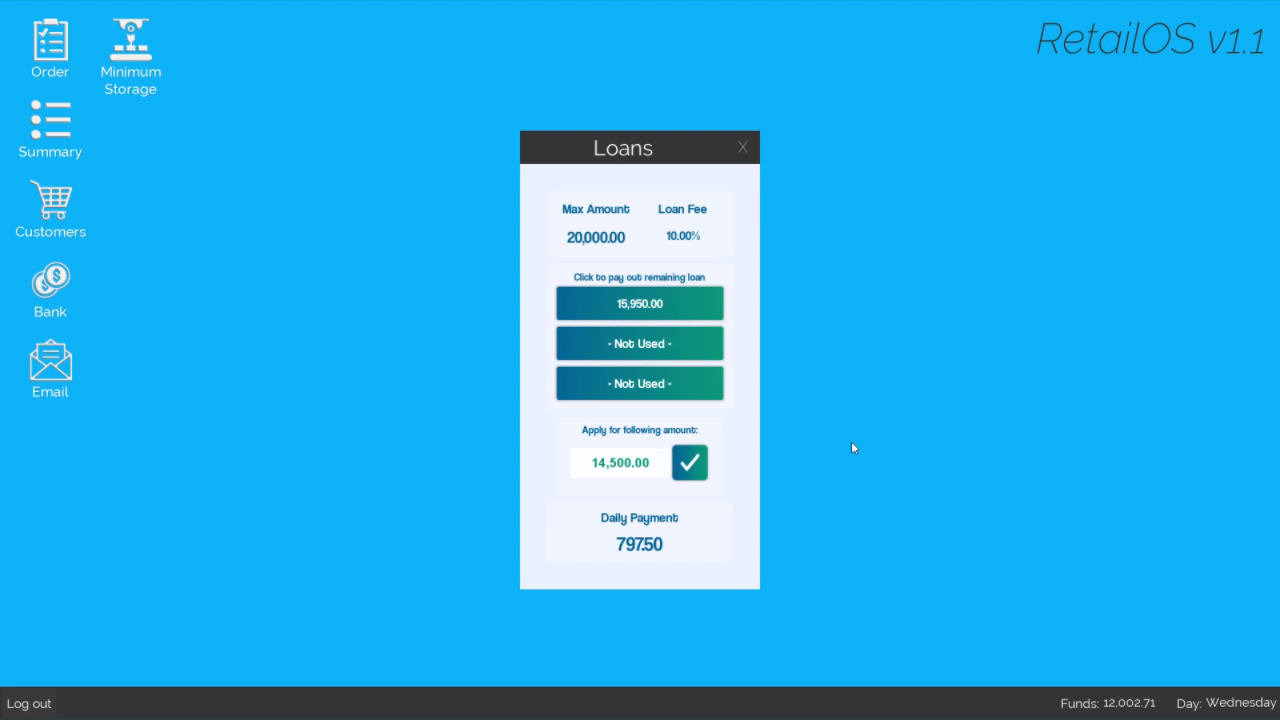 RetailOS v1.1
Order
Minimum
Storage
Summary
Customers
Bank
Email
Loans X
Max Amount Loan Fee
20,000.00 10.00%
Click to pay out remaining loan
15,950.00
- Not Used -
- Not Used -
Apply for following amount:
14,500.00
Daily Payment
797.50
Log out
Funds: 12,002.71 Day: Wednesday